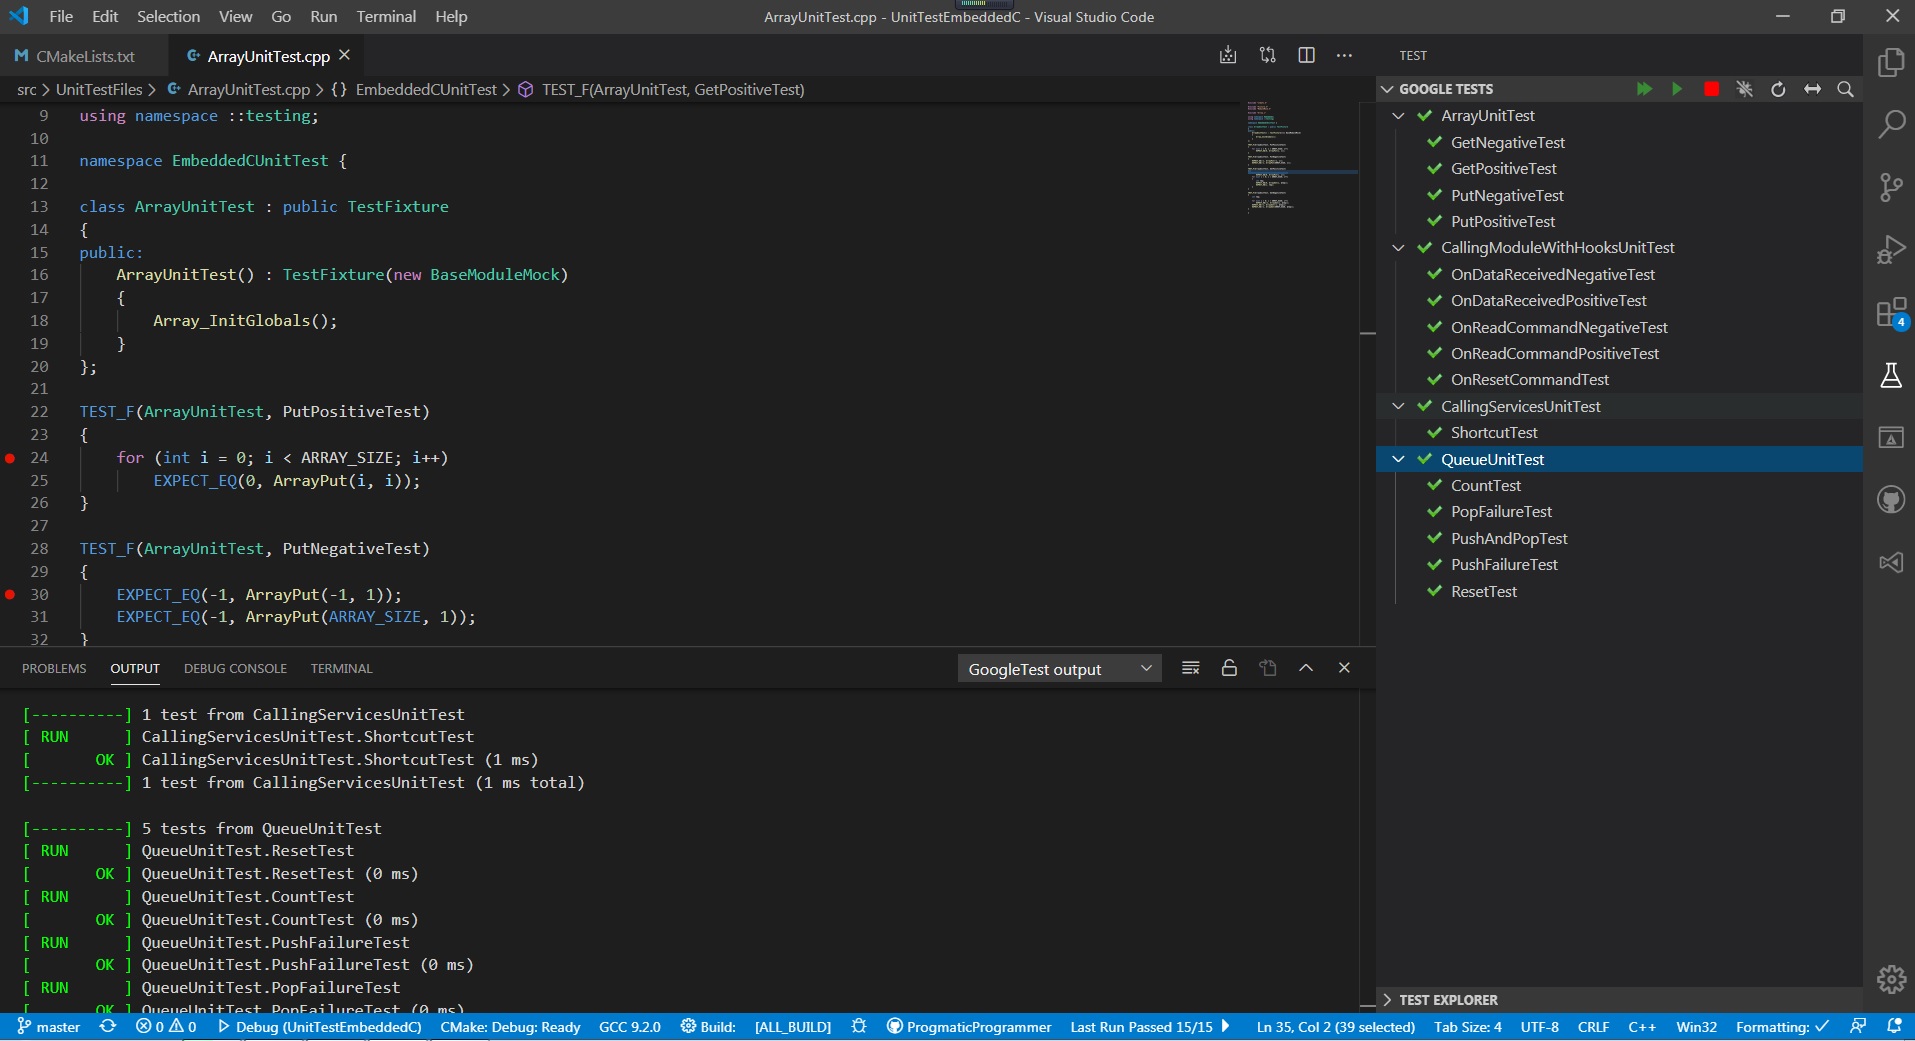 File Edit Selection View Go Run Terminal Help
ArrayUnitTest.cpp - UnitTestEmbeddedC - Visual Studio Code
CMakeLists.txt
ArrayUnitTest.cpp
src > UnitTestFiles > ArrayUnitTest.cpp > {} EmbeddedCUnitTest > TEST_F(ArrayUnitTest, GetPositiveTest)
9 using namespace ::testing;
10
11 namespace EmbeddedCUnitTest {
12
13 class ArrayUnitTest : public TestFixture
14 {
15 public:
16 ArrayUnitTest() : TestFixture(new BaseModuleMock)
17 {
18 Array_InitGlobals();
19 }
20 };
21
22 TEST_F(ArrayUnitTest, PutPositiveTest)
23 {
24 for (int i = 0; i < ARRAY_SIZE; i++)
25 EXPECT_EQ(0, ArrayPut(i, i));
26 }
27
28 TEST_F(ArrayUnitTest, PutNegativeTest)
29 {
30 EXPECT_EQ(-1, ArrayPut(-1, 1));
31 EXPECT_EQ(-1, ArrayPut(ARRAY_SIZE, 1));
32 }
PROBLEMS OUTPUT DEBUG CONSOLE TERMINAL
GoogleTest output
[----------] 1 test from CallingServicesUnitTest
[ RUN      ] CallingServicesUnitTest.ShortcutTest
[       OK ] CallingServicesUnitTest.ShortcutTest (1 ms)
[----------] 1 test from CallingServicesUnitTest (1 ms total)
[----------] 5 tests from QueueUnitTest
[ RUN      ] QueueUnitTest.ResetTest
[       OK ] QueueUnitTest.ResetTest (0 ms)
[ RUN      ] QueueUnitTest.CountTest
[       OK ] QueueUnitTest.CountTest (0 ms)
[ RUN      ] QueueUnitTest.PushFailureTest
[       OK ] QueueUnitTest.PushFailureTest (0 ms)
[ RUN      ] QueueUnitTest.PopFailureTest
[       OK ] QueueUnitTest.PopFailureTest (0 ms)
TEST
GOOGLE TESTS
ArrayUnitTest
GetNegativeTest
GetPositiveTest
PutNegativeTest
PutPositiveTest
CallingModuleWithHooksUnitTest
OnDataReceivedNegativeTest
OnDataReceivedPositiveTest
OnReadCommandNegativeTest
OnReadCommandPositiveTest
OnResetCommandTest
CallingServicesUnitTest
ShortcutTest
QueueUnitTest
CountTest
PopFailureTest
PushAndPopTest
PushFailureTest
ResetTest
TEST EXPLORER
4
master 0 0 Debug (UnitTestEmbeddedC) CMake: Debug: Ready GCC 9.2.0 Build: [ALL_BUILD] ProgmaticProgrammer Last Run Passed 15/15 Ln 35, Col 2 (39 selected) Tab Size: 4 UTF-8 CRLF C++ Win32 Formatting: ✓